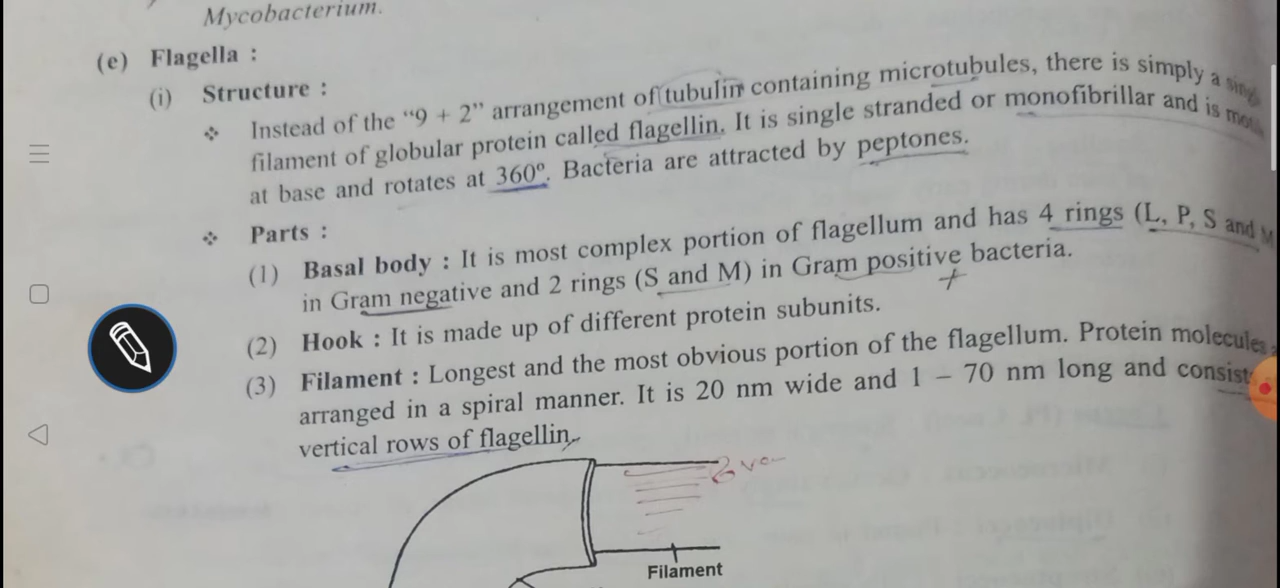 Mycobacterium.
(e) Flagella :
(i) Structure :
❖ Instead of the “9 + 2” arrangement of tubulin containing microtubules, there is simply a
filament of globular protein called flagellin. It is single stranded or monofibrillar and is
at base and rotates at 360º. Bacteria are attracted by peptones.
❖ Parts :
(1) Basal body : It is most complex portion of flagellum and has 4 rings (L, P, S and M
in Gram negative and 2 rings (S and M) in Gram positive bacteria.
+
(2) Hook : It is made up of different protein subunits.
(3) Filament : Longest and the most obvious portion of the flagellum. Protein molecules
arranged in a spiral manner. It is 20 nm wide and 1 – 70 nm long and consist
vertical rows of flagellin.
Filament